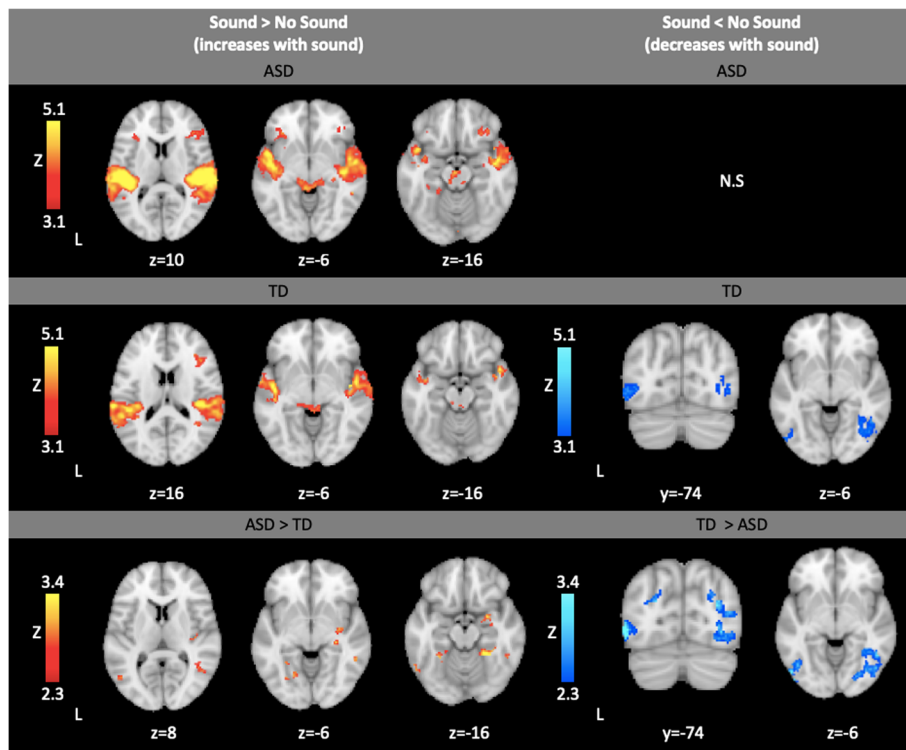 Sound > No Sound
(increases with sound)
Sound < No Sound
(decreases with sound)
ASD
ASD
5.1
Z
3.1
L
z=10
z=-6
z=-16
N.S
TD
TD
5.1
Z
3.1
L
z=16
z=-6
z=-16
5.1
Z
3.1
L
y=-74
z=-6
ASD > TD
TD > ASD
3.4
Z
2.3
L
z=8
z=-6
z=-16
3.4
Z
2.3
L
y=-74
z=-6